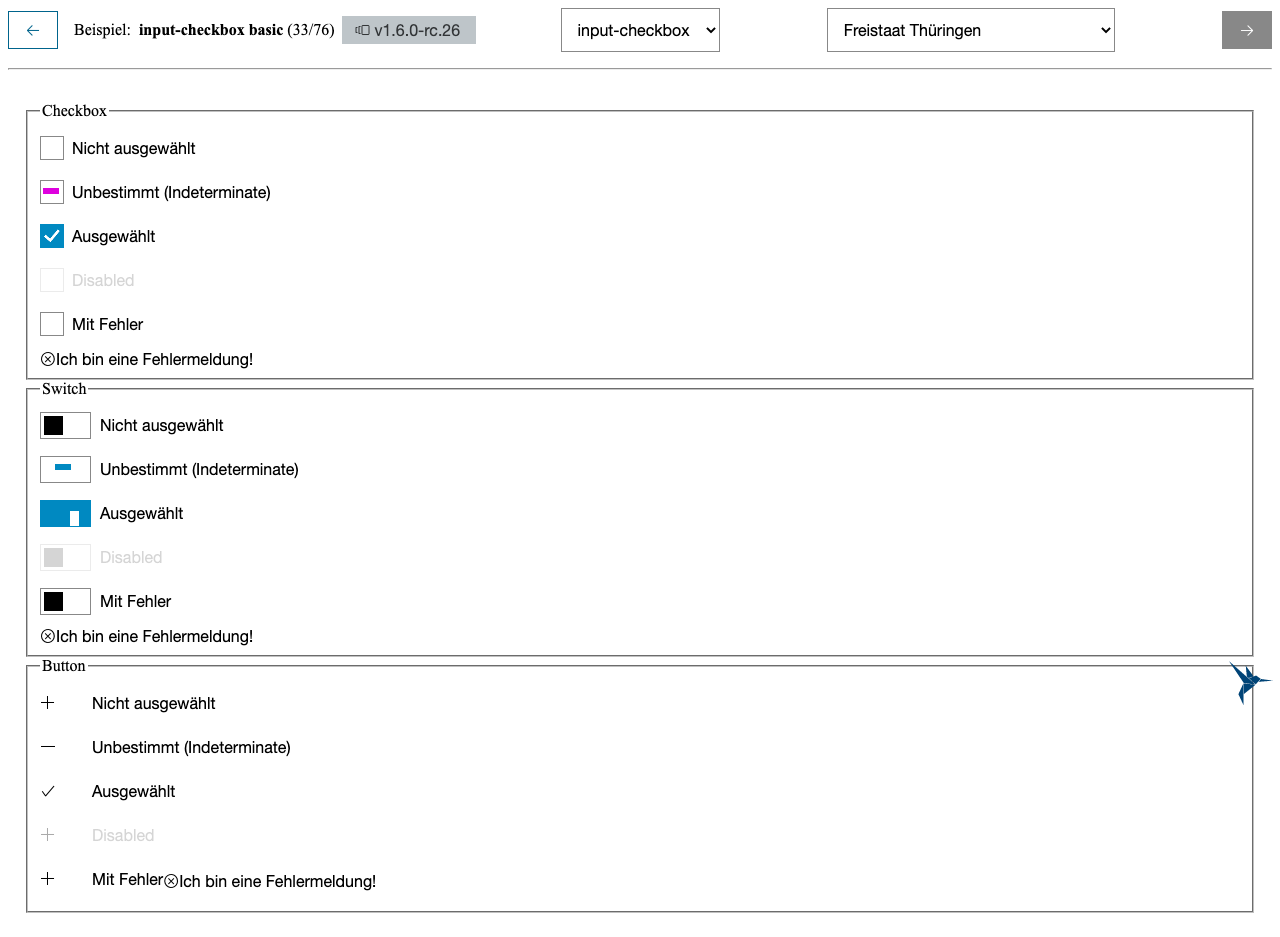 Beispiel: input-checkbox basic (33/76) v1.6.0-rc.26 input-checkbox Freistaat Thüringen
Checkbox
Nicht ausgewählt
Unbestimmt (Indeterminate)
Ausgewählt
Disabled
Mit Fehler
Ich bin eine Fehlermeldung!
Switch
Nicht ausgewählt
Unbestimmt (Indeterminate)
Ausgewählt
Disabled
Mit Fehler
Ich bin eine Fehlermeldung!
Button
Nicht ausgewählt
Unbestimmt (Indeterminate)
Ausgewählt
Disabled
Mit Fehler Ich bin eine Fehlermeldung!